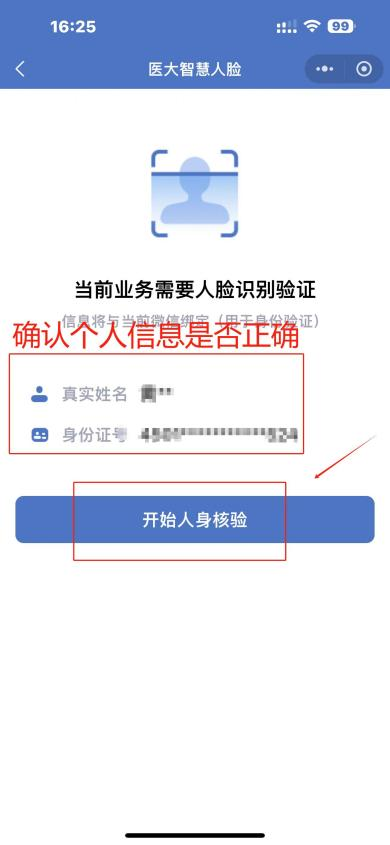 16:25
99
医大智慧人脸
当前业务需要人脸识别验证
信息将与当前微信绑定（用于身份验证）
确认个人信息是否正确
真实姓名
身份证号
开始人身核验